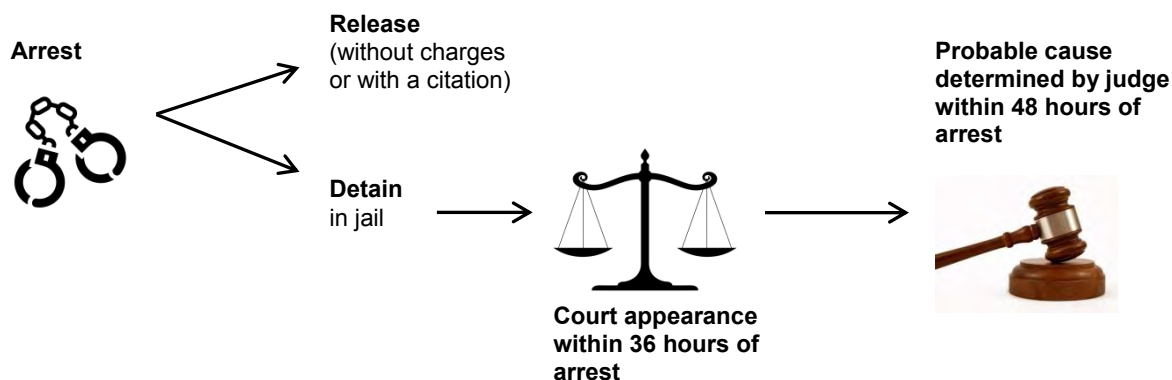 Arrest
Release
(without charges
or with a citation)
Detain
in jail
Court appearance
within 36 hours of
arrest
Probable cause
determined by judge
within 48 hours of
arrest